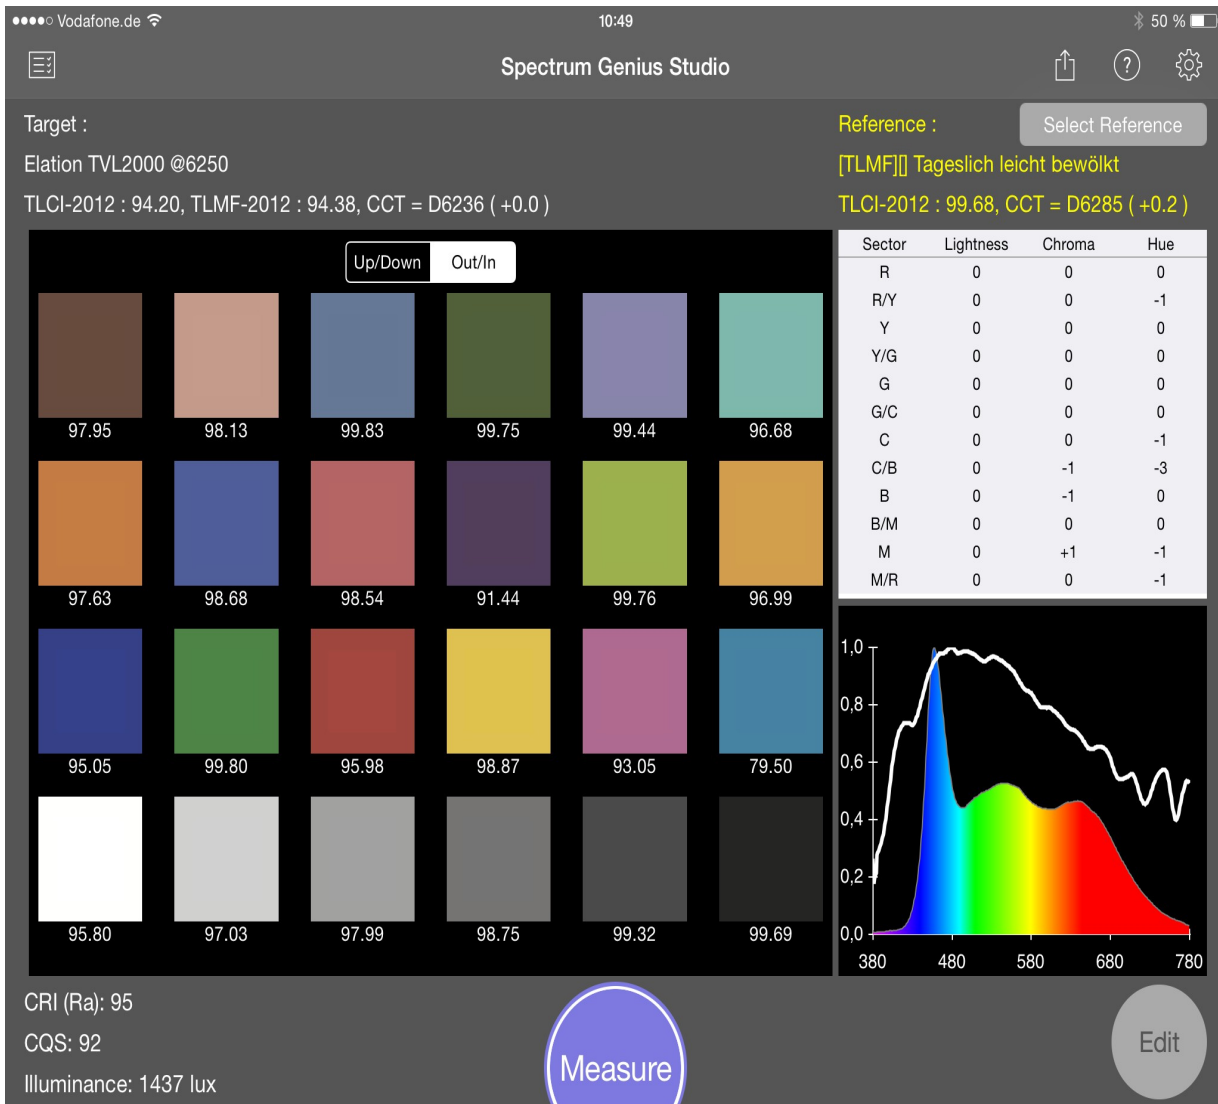 Vodafone.de 10:49 50 %
Spectrum Genius Studio ?
Target :
Elation TVL2000 @6250
TLCI-2012 : 94.20, TLMF-2012 : 94.38, CCT = D6236 ( +0.0 )
Reference : Select Reference
[TLMF][] Tageslich leicht bewölkt
TLCI-2012 : 99.68, CCT = D6285 ( +0.2 )
Up/Down Out/In
97.95 98.13 99.83 99.75 99.44 96.68
97.63 98.68 98.54 91.44 99.76 96.99
95.05 99.80 95.98 98.87 93.05 79.50
95.80 97.03 97.99 98.75 99.32 99.69
Sector Lightness Chroma Hue
R 0 0 0
R/Y 0 0 -1
Y 0 0 0
Y/G 0 0 0
G 0 0 0
G/C 0 0 0
C 0 0 -1
C/B 0 -1 -3
B 0 -1 0
B/M 0 0 0
M 0 +1 -1
M/R 0 0 -1
1,0
0,8
0,6
0,4
0,2
0,0
380 480 580 680 780
CRI (Ra): 95
CQS: 92
Illuminance: 1437 lux
Measure
Edit